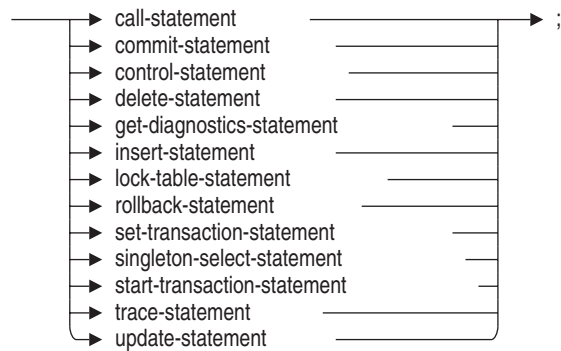 call-statement ;
commit-statement
control-statement
delete-statement
get-diagnostics-statement
insert-statement
lock-table-statement
rollback-statement
set-transaction-statement
singleton-select-statement
start-transaction-statement
trace-statement
update-statement